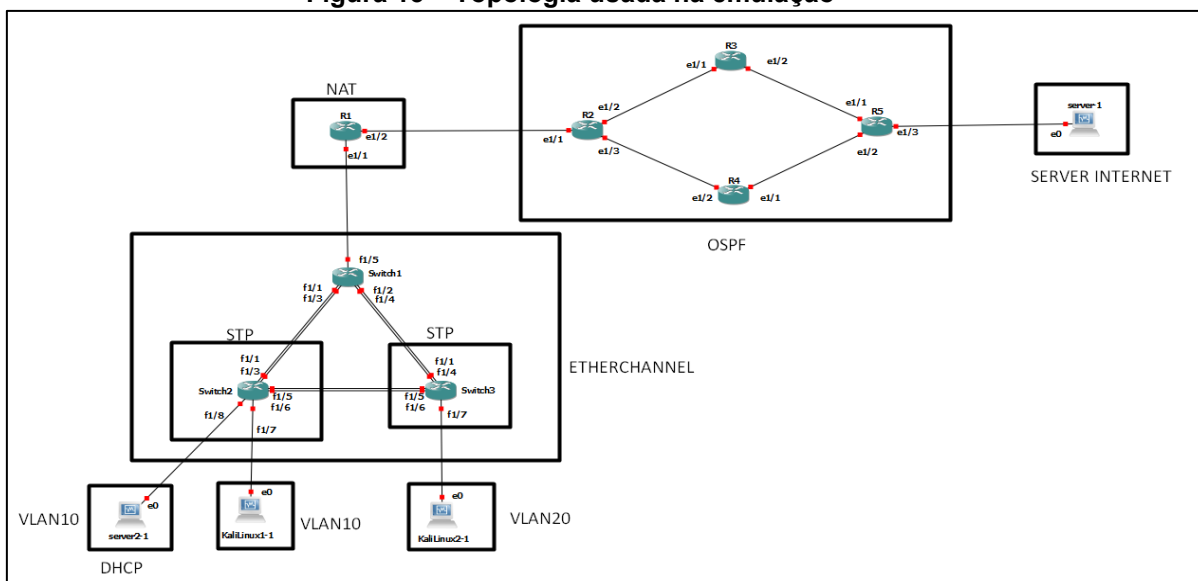 R3
e1/1
e1/2
NAT
R1
e1/2
e1/1
e1/2
R2
e1/1
e1/3
e1/1
R5
e1/3
e1/2
server 1
e0
SERVER INTERNET
R4
e1/2
e1/1
OSPF
f1/5
Switch1
f1/1
f1/3
f1/2
f1/4
STP
STP
ETHERCHANNEL
f1/1
f1/3
Switch2
f1/5
f1/6
f1/8
f1/7
f1/1
f1/4
f1/5
f1/6
Switch3
f1/7
VLAN10
e0
server2-1
DHCP
e0
KaliLinux1-1
VLAN10
e0
KaliLinux2-1
VLAN20